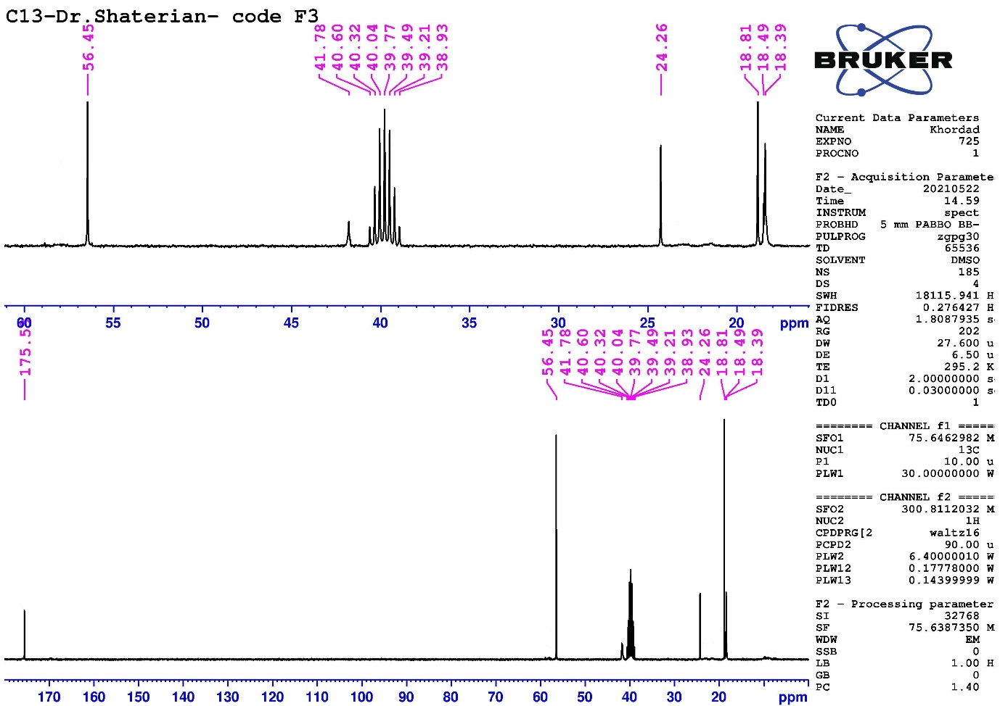 C13-Dr.Shaterian- code F3
56.45
41.78
40.60
40.32
40.04
39.77
39.49
39.21
38.93
24.26
18.81
18.49
18.39
60 55 50 45 40 35 30 25 20 ppm
175.5
56.45
41.78
40.60
40.32
40.04
39.77
39.49
39.21
38.93
24.26
18.81
18.49
18.39
170 160 150 140 130 120 110 100 90 80 70 60 50 40 30 20 ppm
BRUKER
Current Data Parameters
NAME Khordad
EXPNO 725
PROCNO 1
F2 - Acquisition Paramete
Date_ 20210522
Time 14.59
INSTRUM spect
PROBHD 5 mm PABBO BB-
PULPROG zgpg30
TD 65536
SOLVENT DMSO
NS 185
DS 4
SWH 18115.941 H
FIDRES 0.276427 H
AQ 1.8087935 s
RG 202
DW 27.600 u
DE 6.50 u
TE 295.2 K
D1 2.00000000 s
D11 0.03000000 s
TD0 1
======== CHANNEL f1 =====
SFO1 75.6462982 M
NUC1 13C
P1 10.00 u
PLW1 30.00000000 W
======== CHANNEL f2 =====
SFO2 300.8112032 M
NUC2 1H
CPDPRG[2 waltz16
PCPD2 90.00 u
PLW2 6.40000010 W
PLW12 0.17778000 W
PLW13 0.14399999 W
F2 - Processing parameter
SI 32768
SF 75.6387350 M
WDW EM
SSB 0
LB 1.00 H
GB 0
PC 1.40